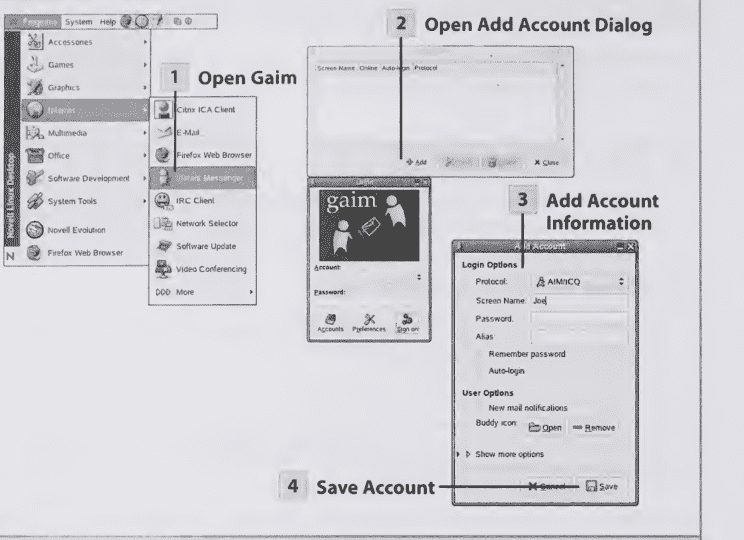 Programs System Help
Accessories
Games
Graphics
Internet
Multimedia
Office
Software Development
System Tools
Novell Evolution
Firefox Web Browser
Novell Linux Desktop
N
1 Open Gaim
Citrix ICA Client
E-Mail
Firefox Web Browser
Instant Messenger
IRC Client
Network Selector
Software Update
Video Conferencing
More
2 Open Add Account Dialog
Screen Name Online Auto-login Protocol
Add
Close
Login
gaim
Account:
Password:
Accounts Preferences Sign on
3 Add Account
Information
Add Account
Login Options
Protocol: AIM/ICQ
Screen Name: Joe
Password:
Alias
Remember password
Auto-login
User Options
New mail notifications
Buddy icon: Open Remove
Show more options
Cancel Save
4 Save Account